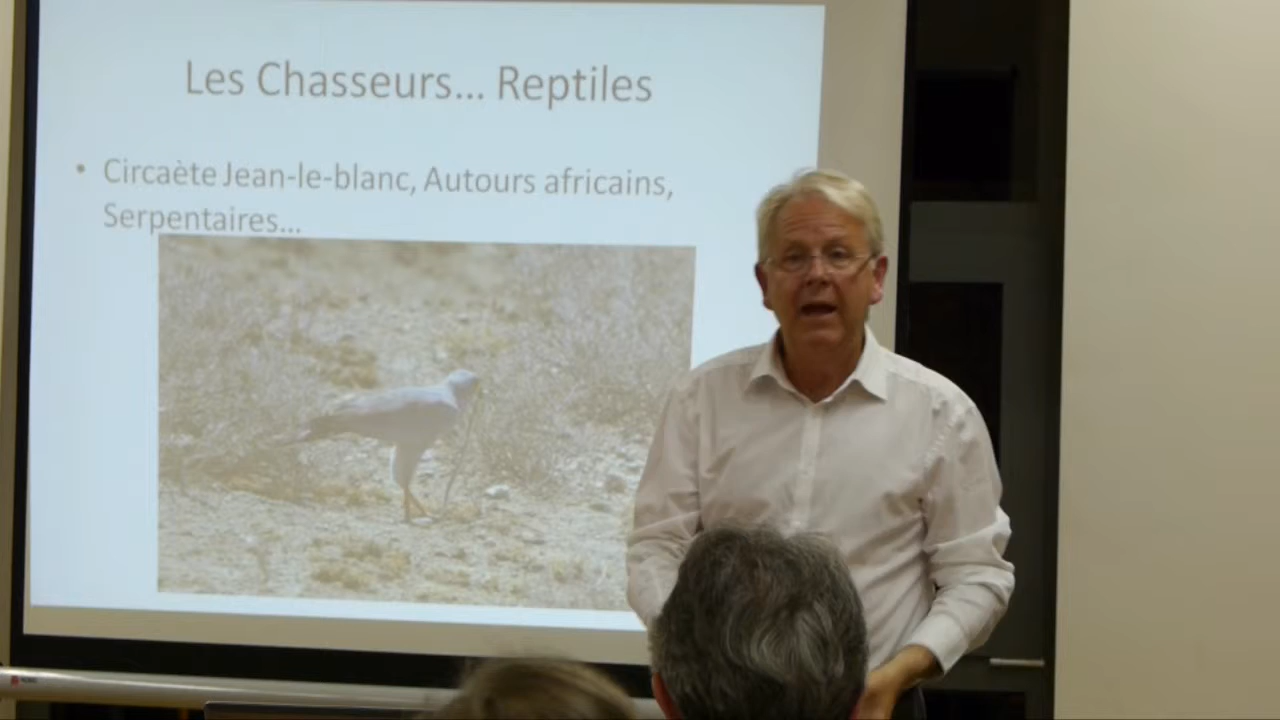 Les Chasseurs... Reptiles
• Circaète Jean-le-blanc, Autours africains,
Serpentaires...